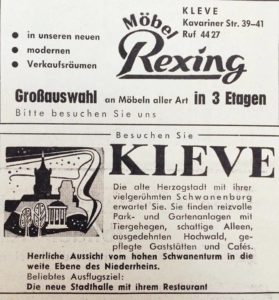 Möbel
Rexing
KLEVE
Kavariner Str. 39-41
Ruf 4427
• in unseren neuen
• modernen
• Verkaufsräumen
Großauswahl an Möbeln aller Art in 3 Etagen
Bitte besuchen Sie uns
Besuchen Sie
KLEVE
Die alte Herzogstadt mit ihrer
vielgerühmten Schwanenburg
erwartet Sie. Sie finden reizvolle
Park- und Gartenanlagen mit
Tiergehegen, schattige Alleen,
ausgedehnten Hochwald, ge-
pflegte Gaststätten und Cafés.
Herrliche Aussicht vom hohen Schwanenturm in die
weite Ebene des Niederrheins.
Beliebtes Ausflugsziel:
Die neue Stadthalle mit ihrem Restaurant